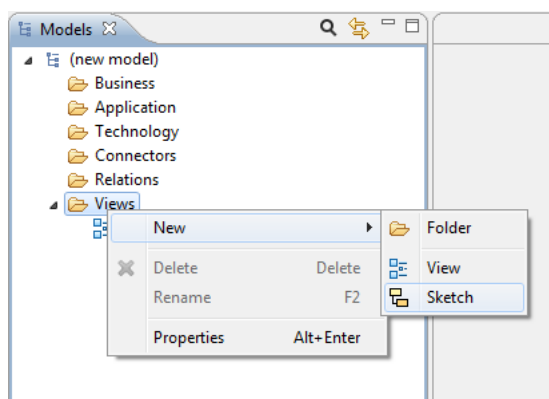 Models
(new model)
Business
Application
Technology
Connectors
Relations
Views
New
Folder
Delete Delete
View
Rename F2
Sketch
Properties Alt+Enter